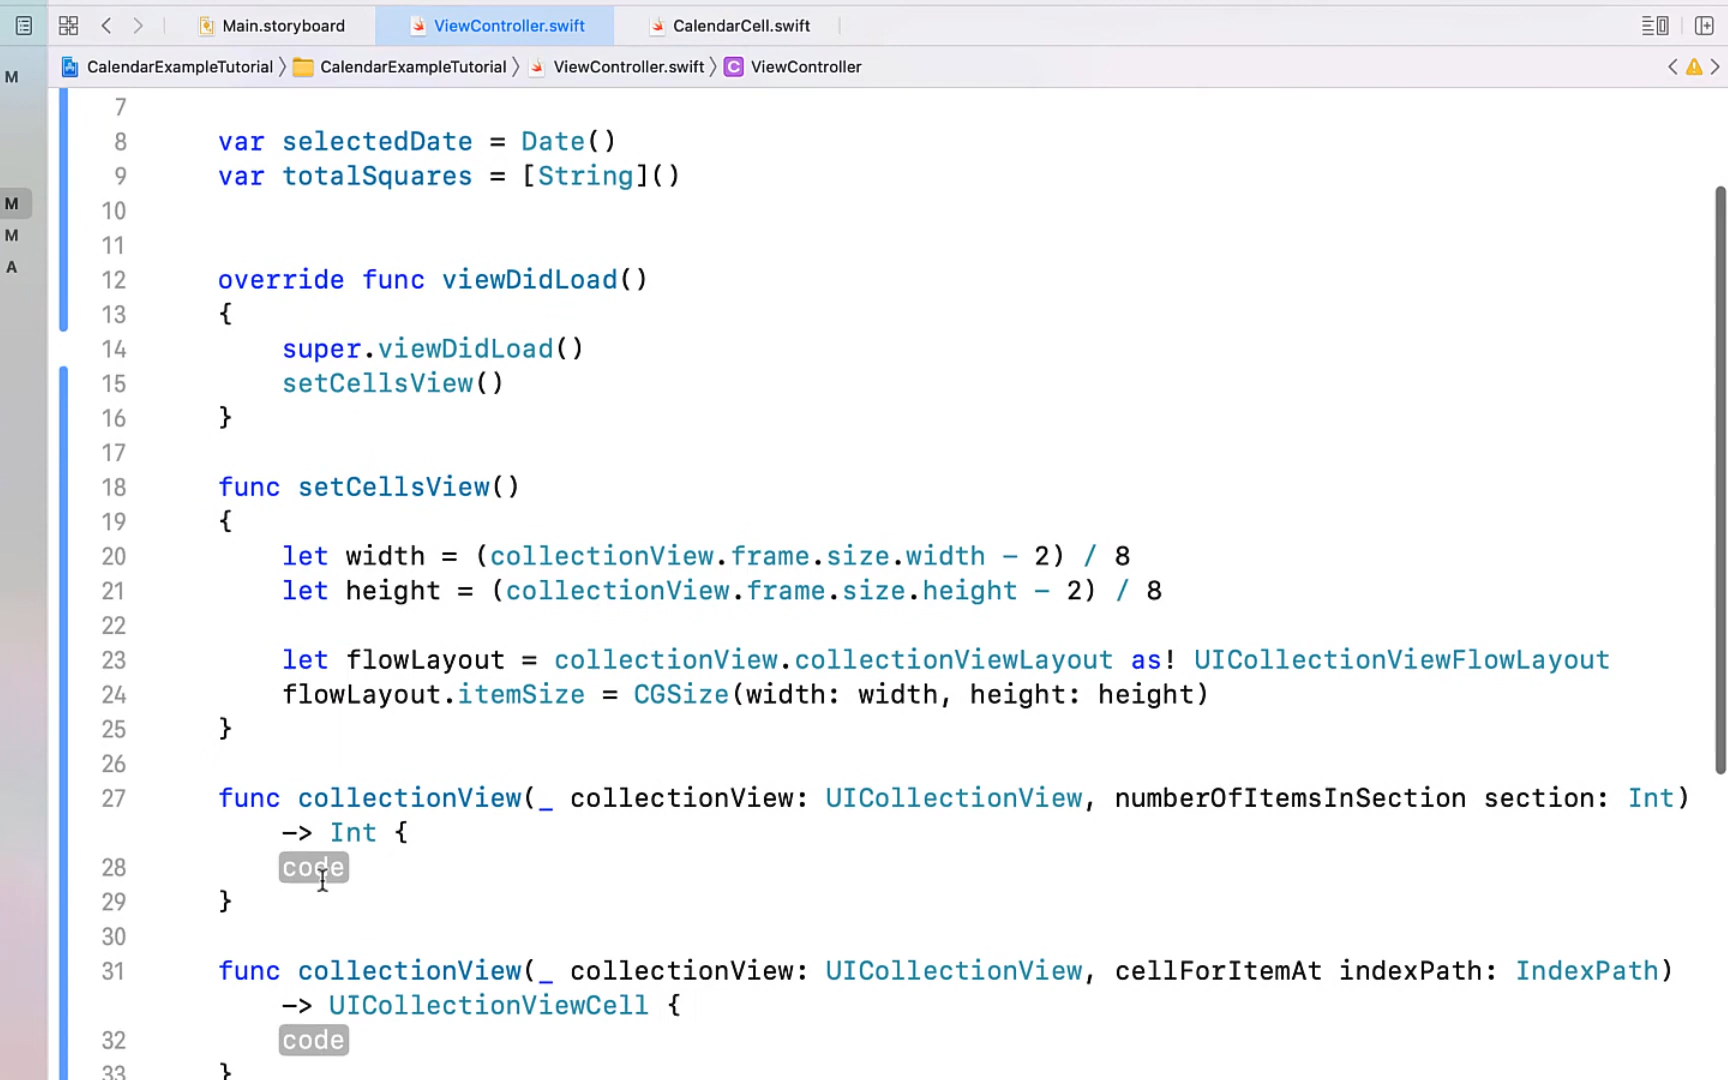 Main.storyboard ViewController.swift CalendarCell.swift
CalendarExampleTutorial CalendarExampleTutorial ViewController.swift C ViewController
M
M
M
A
7
8 var selectedDate = Date()
9 var totalSquares = [String]()
10
11
12 override func viewDidLoad()
13 {
14 super.viewDidLoad()
15 setCellsView()
16 }
17
18 func setCellsView()
19 {
20 let width = (collectionView.frame.size.width - 2) / 8
21 let height = (collectionView.frame.size.height - 2) / 8
22
23 let flowLayout = collectionView.collectionViewLayout as! UICollectionViewFlowLayout
24 flowLayout.itemSize = CGSize(width: width, height: height)
25 }
26
27 func collectionView(_ collectionView: UICollectionView, numberOfItemsInSection section: Int)
-> Int {
28 code
29 }
30
31 func collectionView(_ collectionView: UICollectionView, cellForItemAt indexPath: IndexPath)
-> UICollectionViewCell {
32 code
33 }